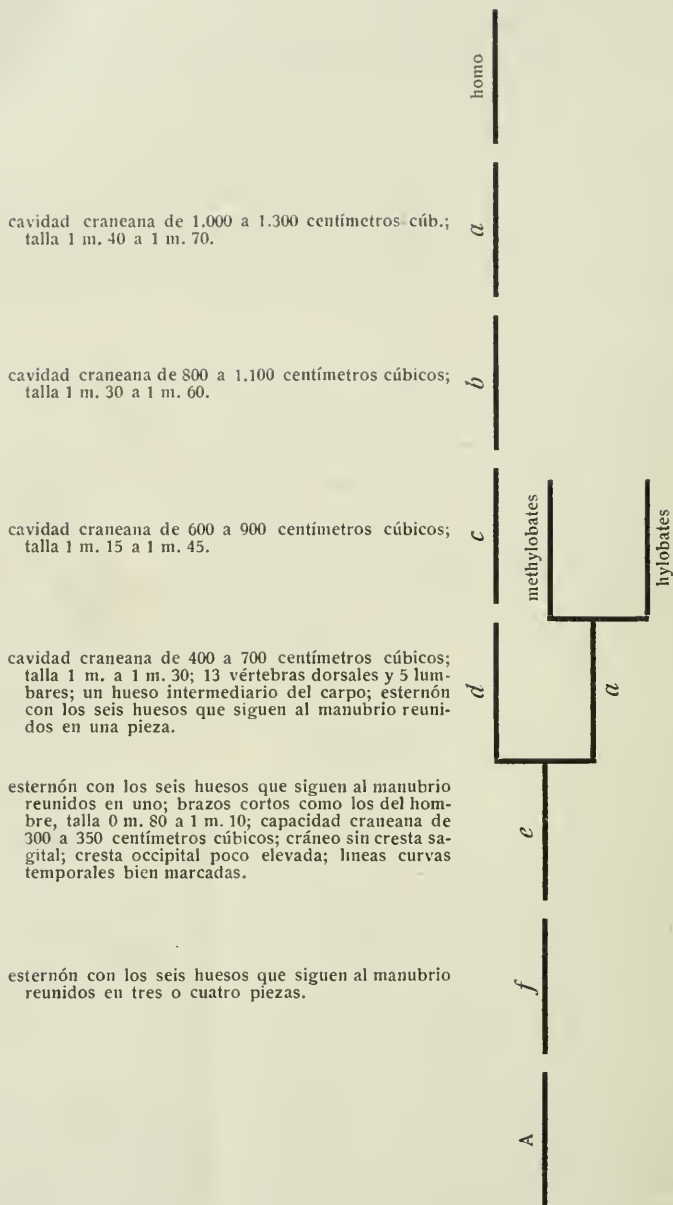 homo
cavidad craneana de 1.000 a 1.300 centímetros cúb.;
talla 1 m. 40 a 1 m. 70.
a
cavidad craneana de 800 a 1.100 centímetros cúbicos;
talla 1 m. 30 a 1 m. 60.
b
cavidad craneana de 600 a 900 centímetros cúbicos;
talla 1 m. 15 a 1 m. 45.
c
methylobates
hylobates
cavidad craneana de 400 a 700 centímetros cúbicos;
talla 1 m. a 1 m. 30; 13 vértebras dorsales y 5 lum-
bares; un hueso intermediario del carpo; esternón
con los seis huesos que siguen al manubrio reuni-
dos en una pieza.
d
a
esternón con los seis huesos que siguen al manubrio
reunidos en uno; brazos cortos como los del hom-
bre, talla 0 m. 80 a 1 m. 10; capacidad craneana de
300 a 350 centímetros cúbicos; cráneo sin cresta sa-
gital; cresta occipital poco elevada; líneas curvas
temporales bien marcadas.
e
esternón con los seis huesos que siguen al manubrio
reunidos en tres o cuatro piezas.
f
A